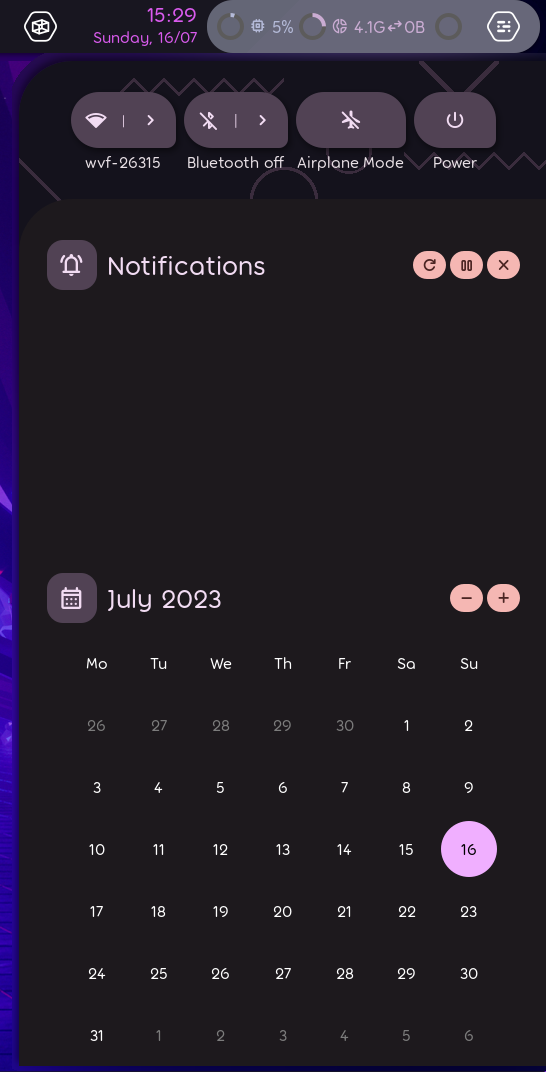 15:29
Sunday, 16/07
5%
4.1G
0B
wvf-26315
Bluetooth off
Airplane Mode
Power
Notifications
July 2023
Mo Tu We Th Fr Sa Su
26 27 28 29 30 1 2
3 4 5 6 7 8 9
10 11 12 13 14 15 16
17 18 19 20 21 22 23
24 25 26 27 28 29 30
31 1 2 3 4 5 6